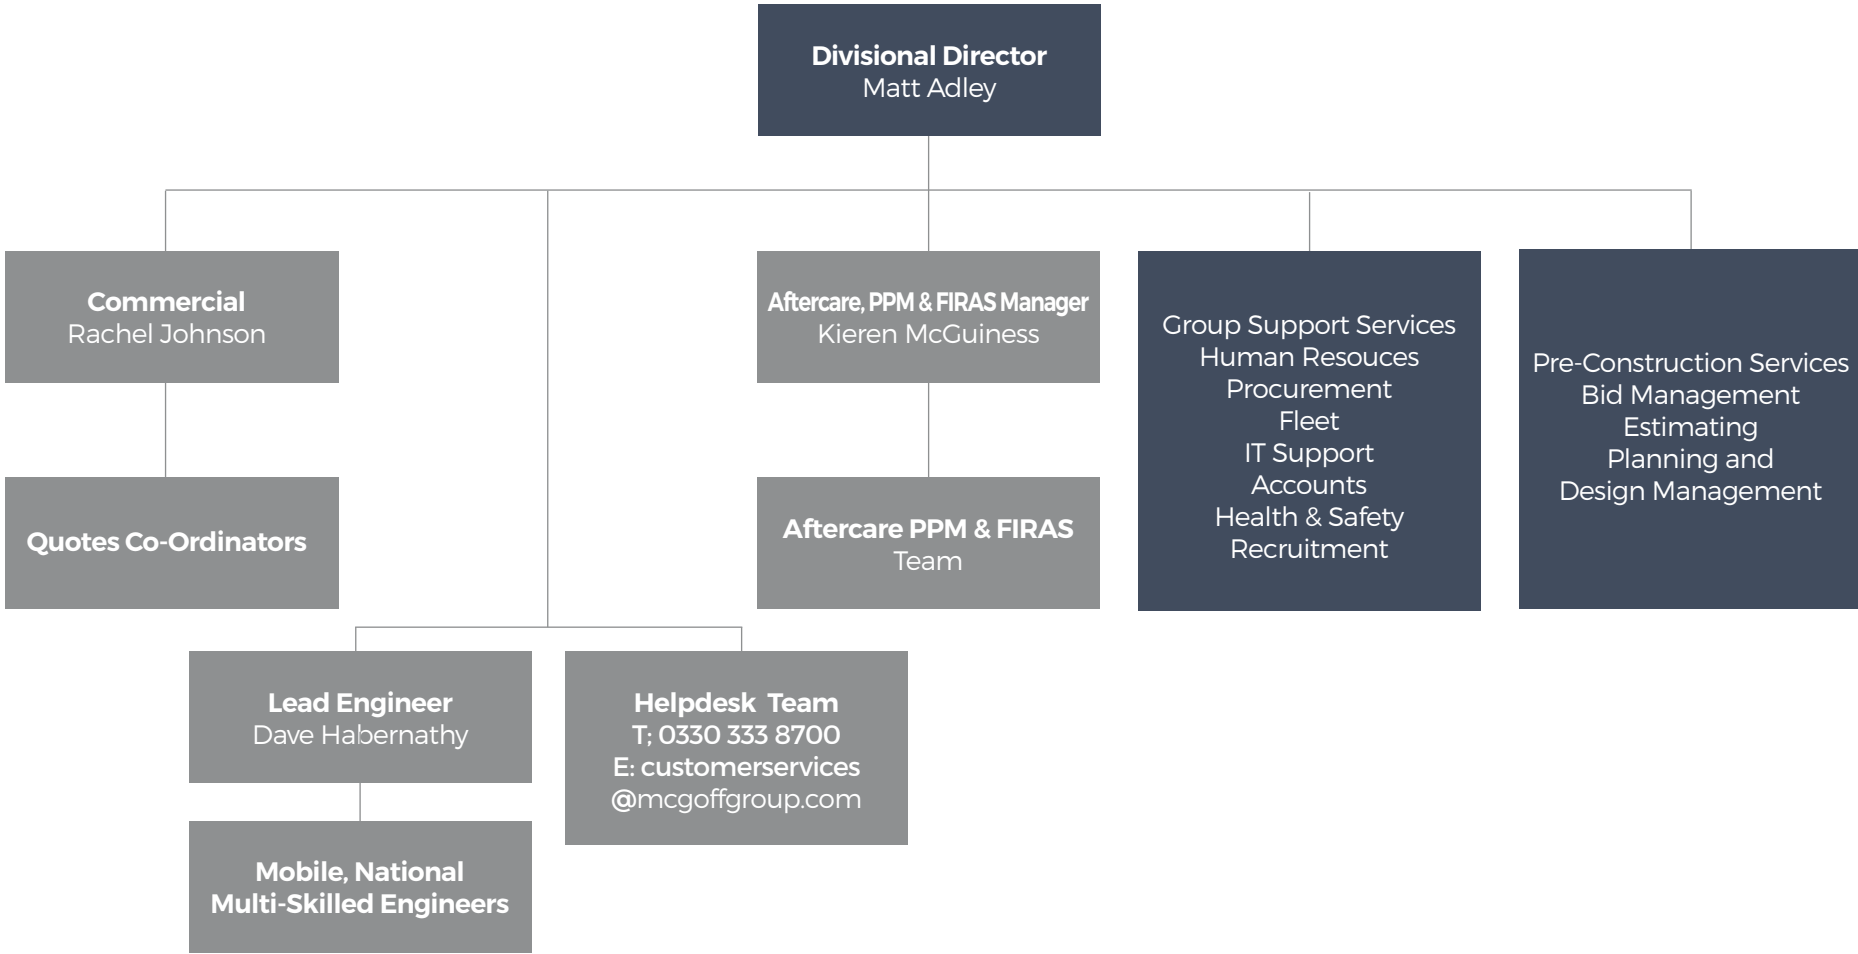 Divisional Director
Matt Adley
Commercial
Rachel Johnson
Quotes Co-Ordinators
Aftercare, PPM & FIRAS Manager
Kieren McGuiness
Aftercare PPM & FIRAS
Team
Group Support Services
Human Resouces
Procurement
Fleet
IT Support
Accounts
Health & Safety
Recruitment
Pre-Construction Services
Bid Management
Estimating
Planning and
Design Management
Lead Engineer
Dave Habernathy
Mobile, National
Multi-Skilled Engineers
Helpdesk Team
T; 0330 333 8700
E: customerservices
@mcgoffgroup.com